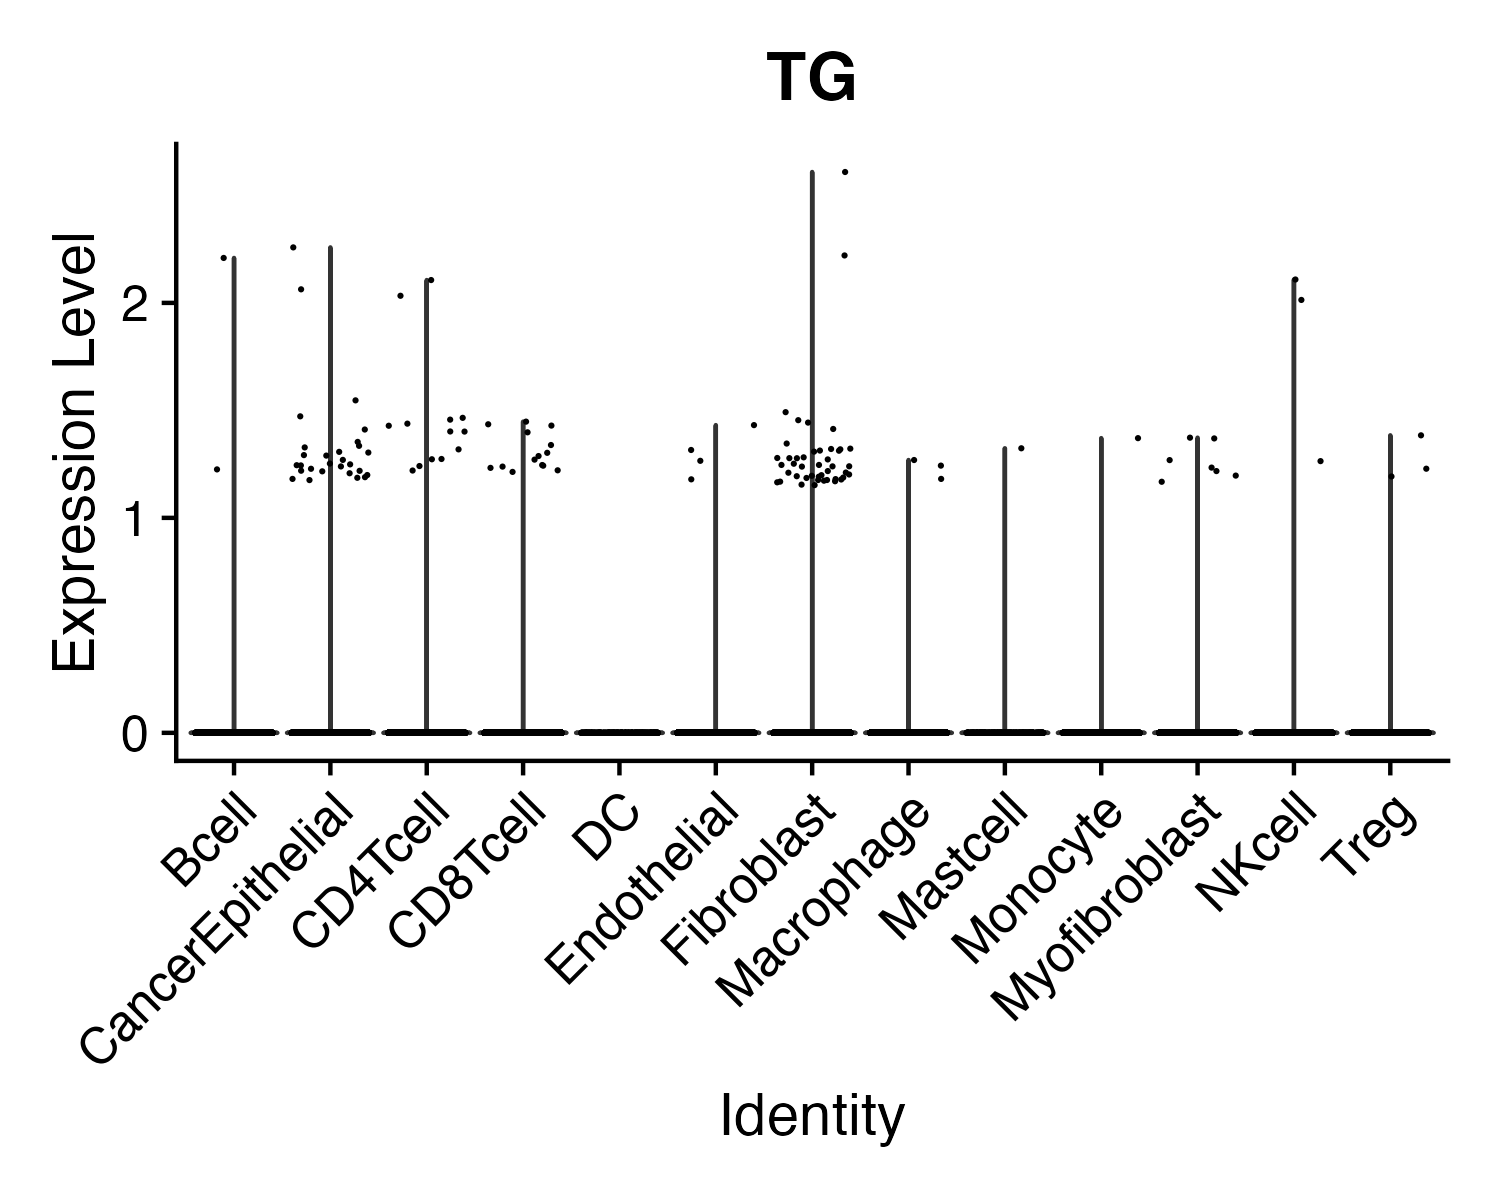 TG
Expression Level
2
1
0
Bcell
CancerEpithelial
CD4Tcell
CD8Tcell
DC
Endothelial
Fibroblast
Macrophage
Mastcell
Monocyte
Myofibroblast
NKcell
Treg
Identity